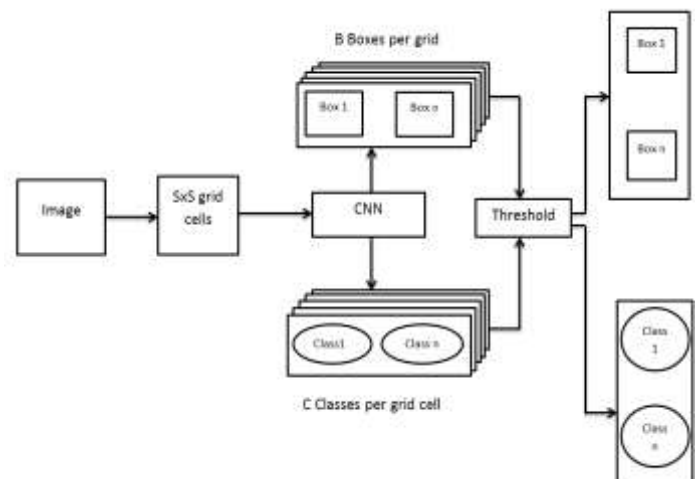 B Boxes per grid
Box 1
Box n
Box 1
Box n
Image
SxS grid
cells
CNN
Threshold
Class1
Class n
C Classes per grid cell
Class
1
Class
n